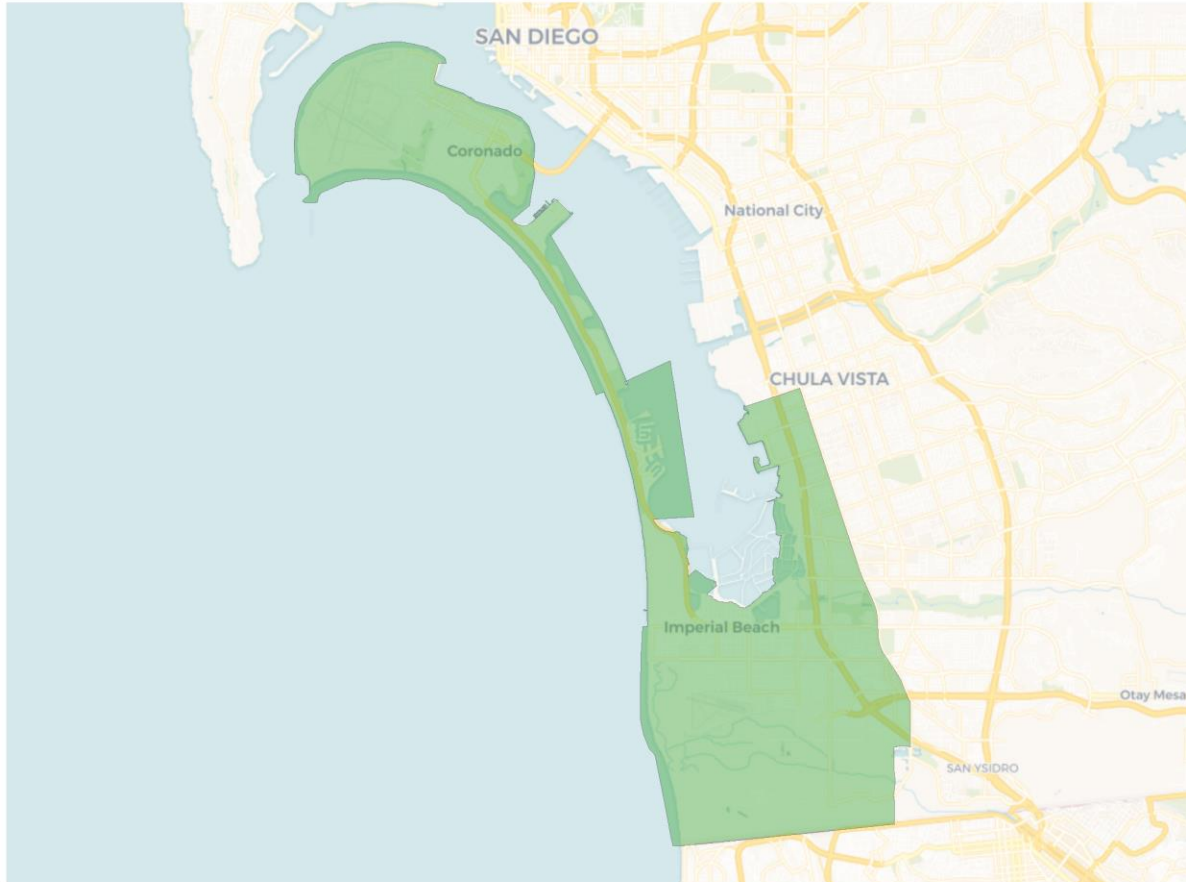 SAN DIEGO
Coronado
National City
CHULA VISTA
Imperial Beach
Otay Mesa
SAN YSIDRO